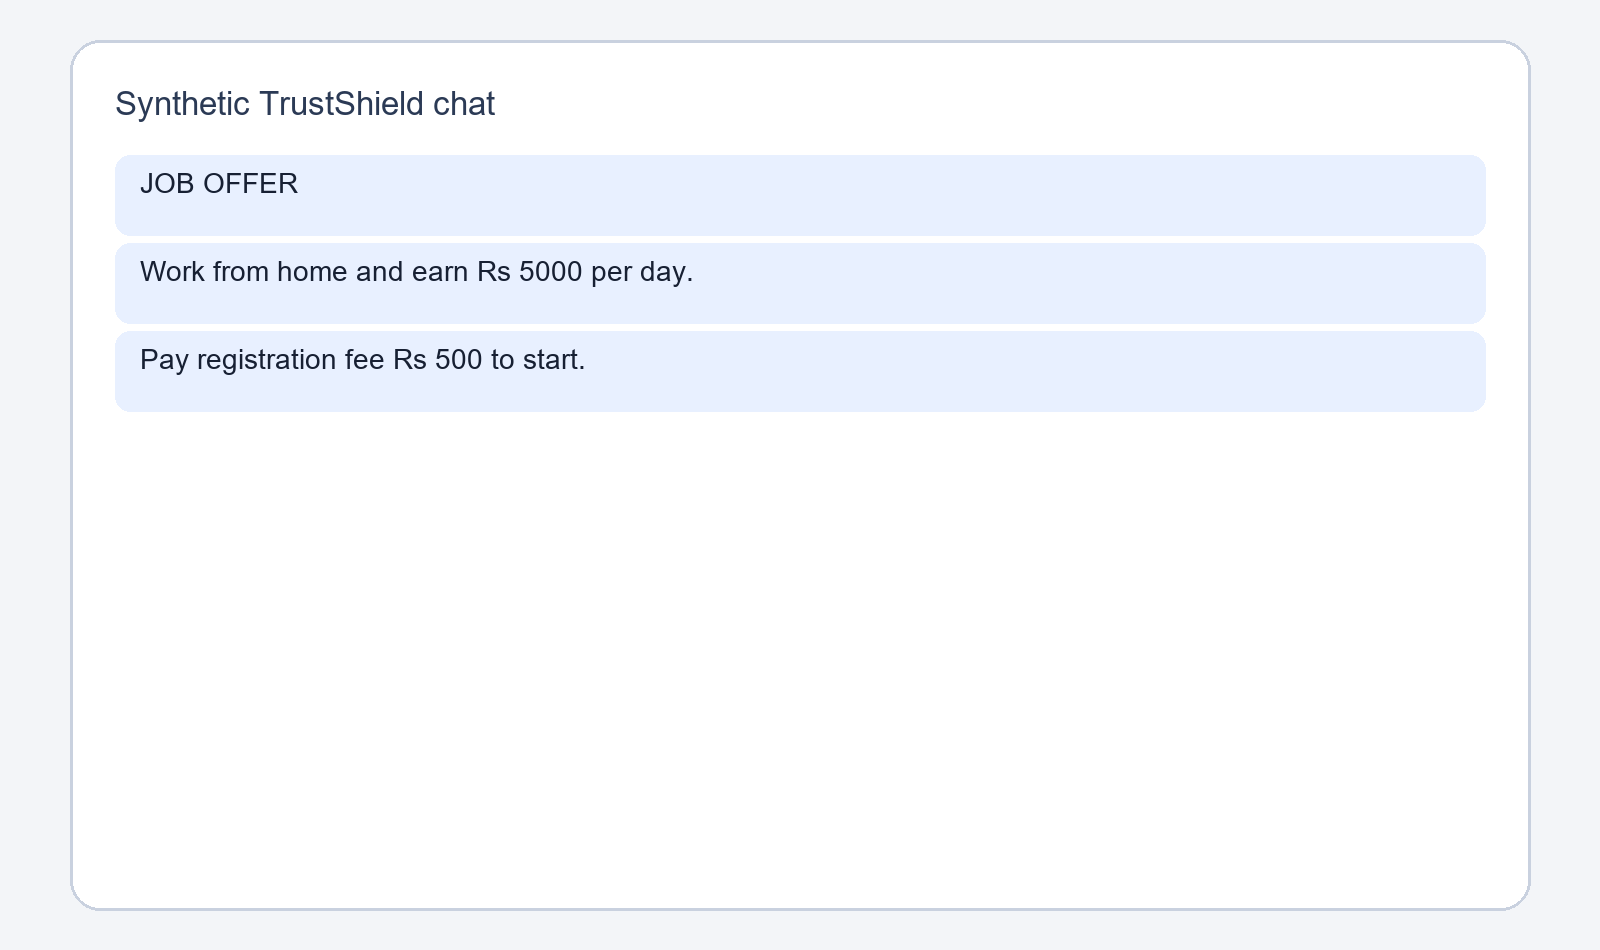 Synthetic TrustShield chat
JOB OFFER
Work from home and earn Rs 5000 per day.
Pay registration fee Rs 500 to start.